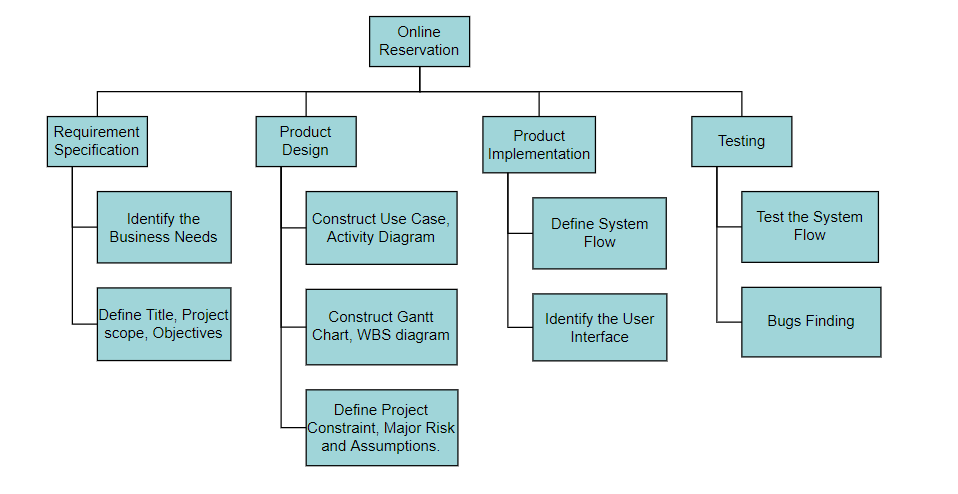 Online
Reservation
Requirement
Specification
Product
Design
Product
Implementation
Testing
Identify the
Business Needs
Define Title, Project
scope, Objectives
Construct Use Case,
Activity Diagram
Construct Gantt
Chart, WBS diagram
Define Project
Constraint, Major Risk
and Assumptions.
Define System
Flow
Identify the User
Interface
Test the System
Flow
Bugs Finding